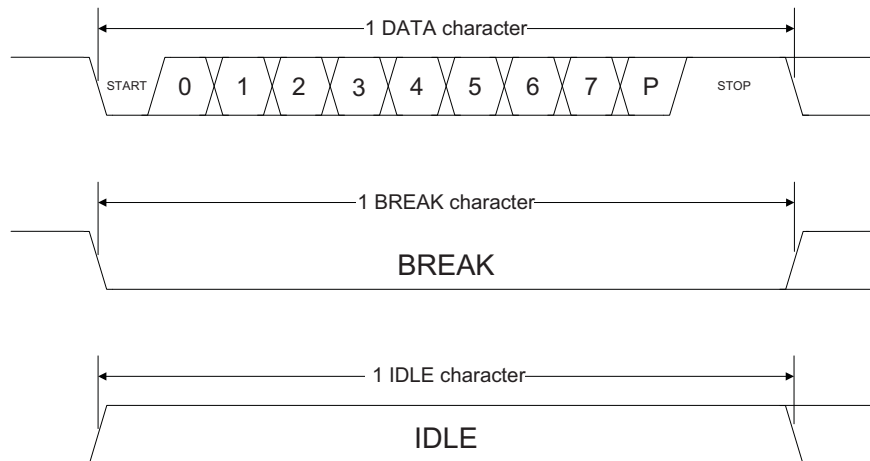 1 DATA character
START 0 1 2 3 4 5 6 7 P STOP
1 BREAK character
BREAK
1 IDLE character
IDLE